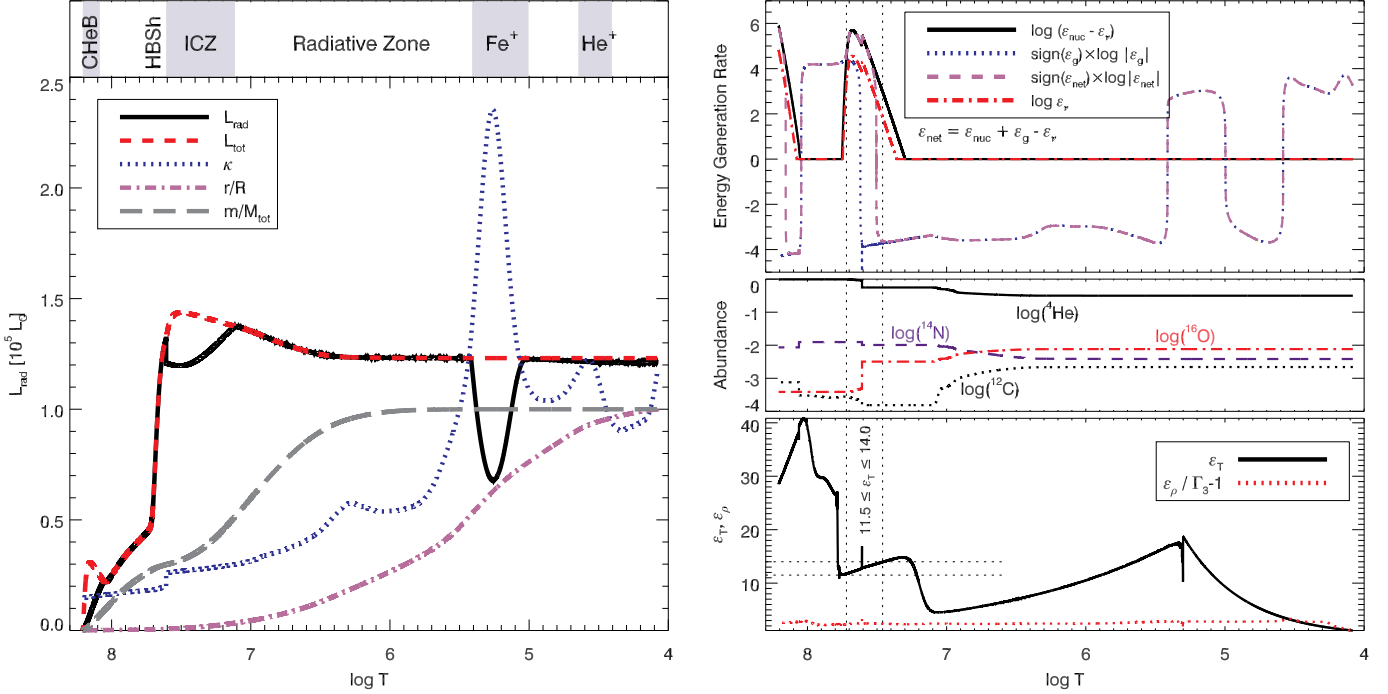 CHeB
HBSh
ICZ
Radiative Zone
Fe⁺
He⁺
L_rad
L_tot
κ
r/R
m/M_tot
2.5
2.0
1.5
1.0
0.5
0.0
L_rad [10⁵ L_⊙]
8 7 6 5 4
log T
log (ε_nuc - ε_ν)
sign(ε_g)×log |ε_g|
sign(ε_net)×log|ε_net|
log ε_ν
ε_net = ε_nuc + ε_g - ε_ν
Energy Generation Rate
8
6
4
2
0
-2
-4
6
log(⁴He)
log(¹⁴N)
log(¹⁶O)
log(¹²C)
Abundance
0
-1
-2
-3
-4
11.5 ≤ ε_T ≤ 14.0
ε_T
ε_ρ / Γ₃-1
ε_T, ε_ρ
40
30
20
10
8 7 6 5 4
log T